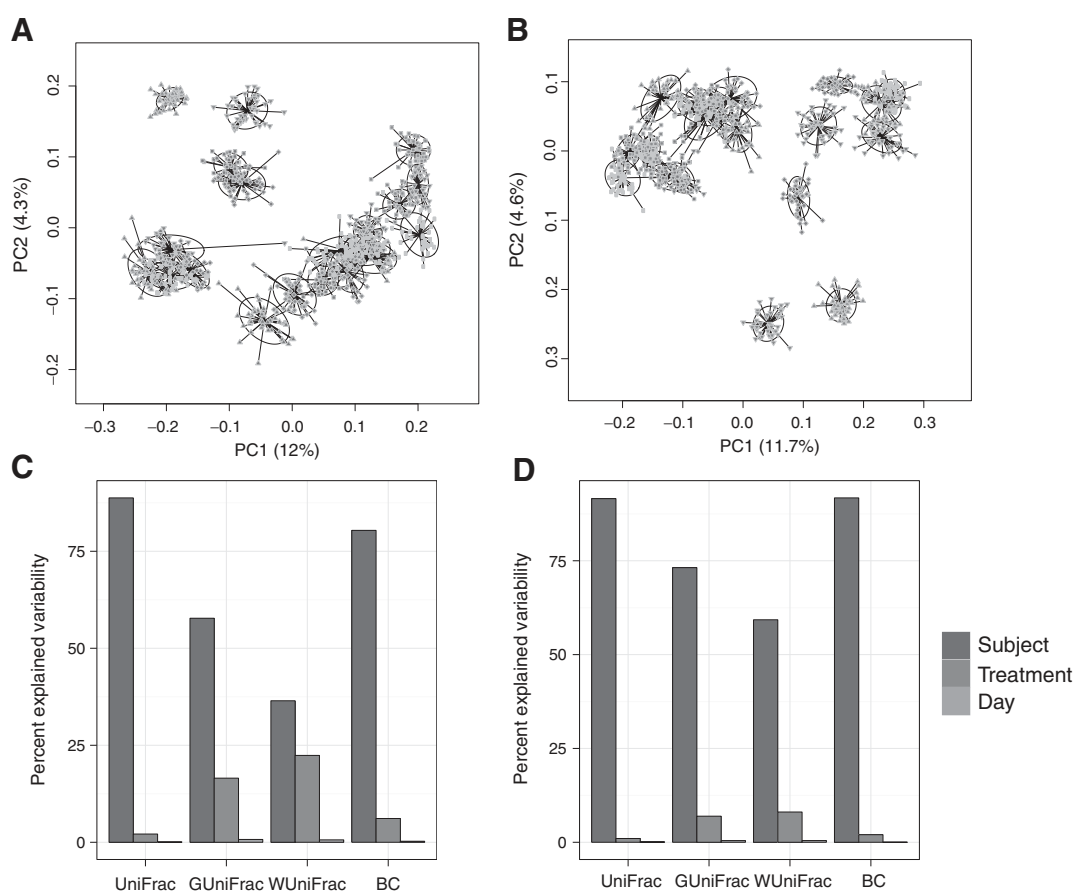 A
B
0.2
0.1
0.0
−0.1
−0.2
PC2 (4.3%)
−0.3
−0.2
−0.1
0.0
0.1
0.2
PC1 (12%)
0.1
0.0
0.1
0.2
0.3
PC2 (4.6%)
−0.2
−0.1
0.0
0.1
0.2
0.3
PC1 (11.7%)
C
D
75
50
25
0
Percent explained variability
UniFrac GUniFrac WUniFrac BC
75
50
25
0
Percent explained variability
UniFrac GUniFrac WUniFrac BC
Subject
Treatment
Day